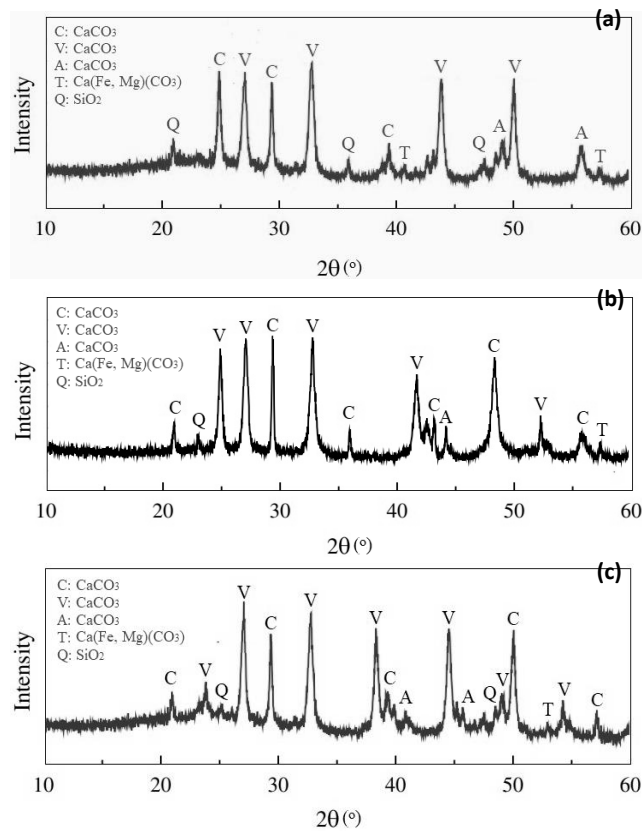 (a)
C: CaCO3
V: CaCO3
A: CaCO3
T: Ca(Fe, Mg)(CO3)
Q: SiO2
Intensity
Q C V C V Q C T V Q A V A T
10 20 30 40 50 60
2θ (°)
(b)
C: CaCO3
V: CaCO3
A: CaCO3
T: Ca(Fe, Mg)(CO3)
Q: SiO2
Intensity
C Q V V C V C V C A C V C T
10 20 30 40 50 60
2θ (°)
(c)
C: CaCO3
V: CaCO3
A: CaCO3
T: Ca(Fe, Mg)(CO3)
Q: SiO2
Intensity
C V Q V C V V C A V A Q V C T V C
10 20 30 40 50 60
2θ (°)